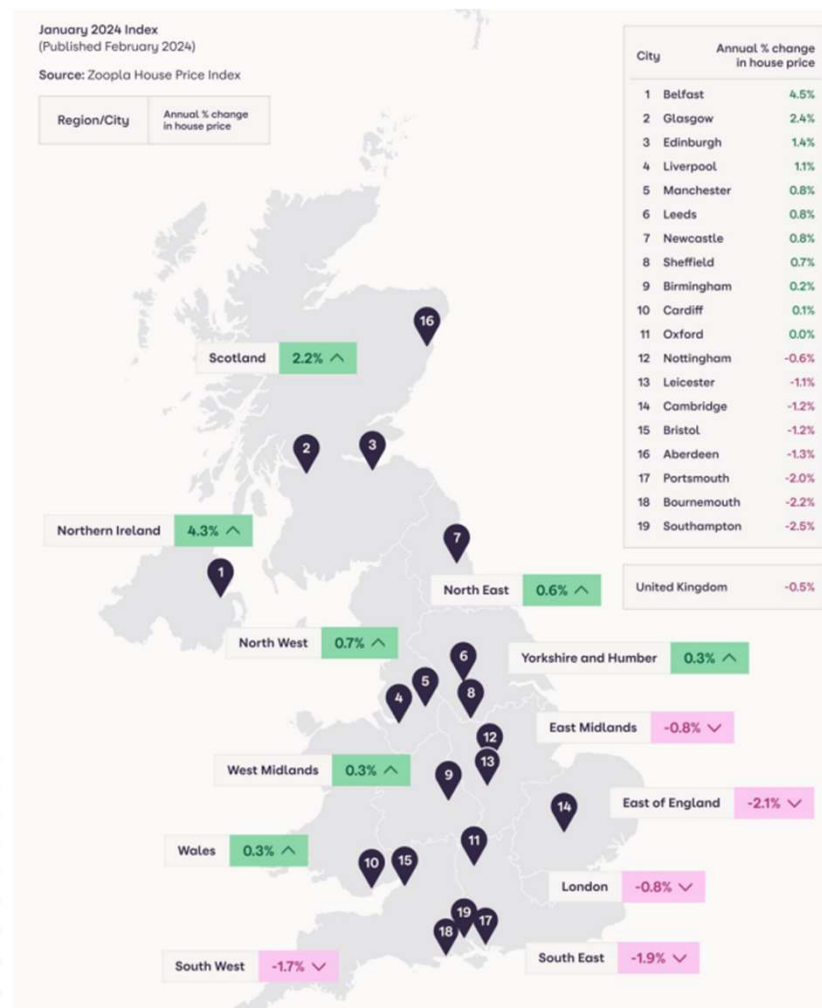 January 2024 Index
(Published February 2024)
Source: Zoopla House Price Index
Region/City
Annual % change
in house price
City
Annual % change
in house price
1 Belfast 4.5%
2 Glasgow 2.4%
3 Edinburgh 1.4%
4 Liverpool 1.1%
5 Manchester 0.8%
6 Leeds 0.8%
7 Newcastle 0.8%
8 Sheffield 0.7%
9 Birmingham 0.2%
10 Cardiff 0.1%
11 Oxford 0.0%
12 Nottingham -0.6%
13 Leicester -1.1%
14 Cambridge -1.2%
15 Bristol -1.2%
16 Aberdeen -1.3%
17 Portsmouth -2.0%
18 Bournemouth -2.2%
19 Southampton -2.5%
United Kingdom -0.5%
16
Scotland 2.2%
2
3
Northern Ireland 4.3%
7
1
North East 0.6%
North West 0.7%
6
Yorkshire and Humber 0.3%
5
8
4
East Midlands -0.8%
12
13
West Midlands 0.3%
9
14
East of England -2.1%
11
Wales 0.3%
10
15
London -0.8%
19
17
18
South East -1.9%
South West -1.7%